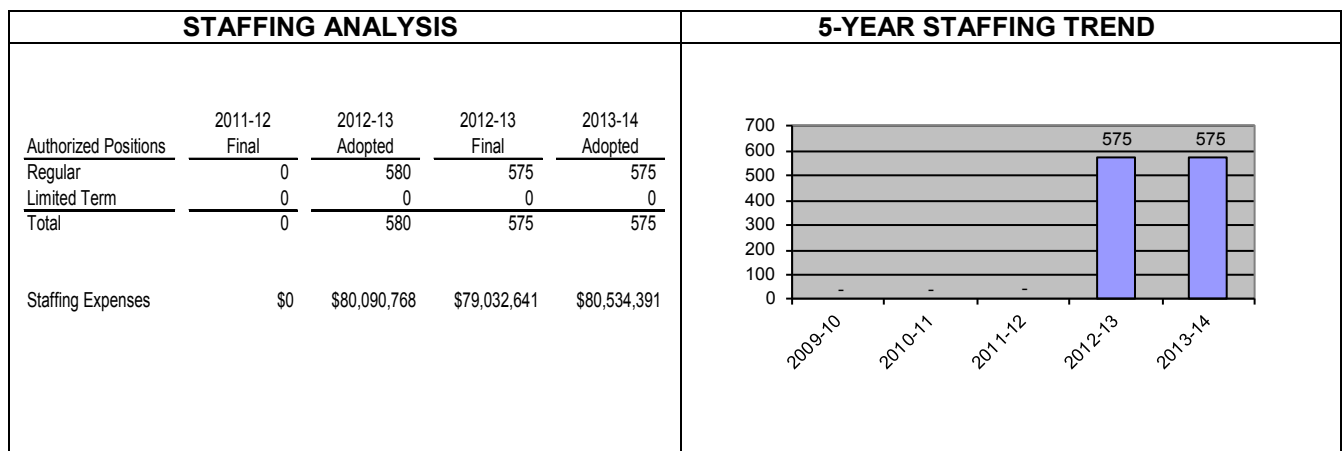 STAFFING ANALYSIS
5-YEAR STAFFING TREND
2011-12 2012-13 2012-13 2013-14
Authorized Positions Final Adopted Final Adopted
Regular 0 580 575 575
Limited Term 0 0 0 0
Total 0 580 575 575
Staffing Expenses $0 $80,090,768 $79,032,641 $80,534,391
700
600
500
400
300
200
100
0
- - - 575 575
2009-10 2010-11 2011-12 2012-13 2013-14